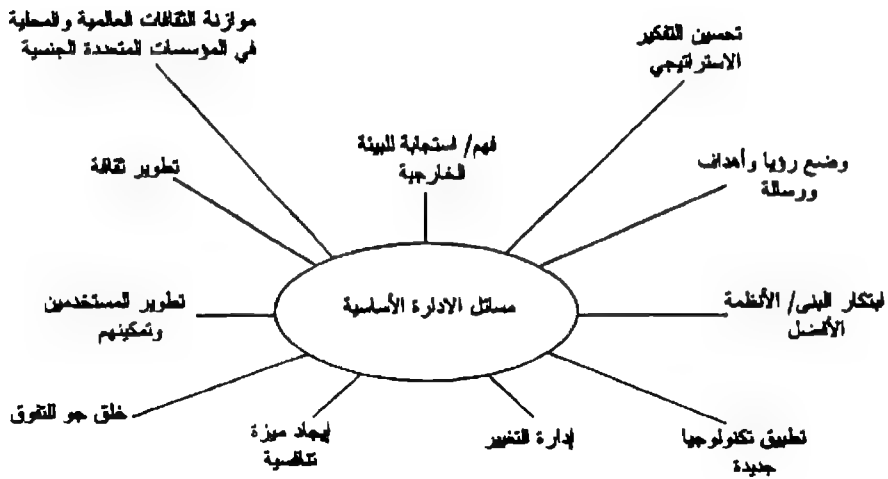 موازنة الثقافات العالمية والمحلية
في المؤسسات المتعددة الجنسية
تحسين التفكير
الاستراتيجي
فهم/ استجابة للبيئة
الخارجية
تطوير ثقافة
وضع رؤيا وأهداف
ورسالة
مسائل الادارة الأساسية
ابتكار البنى/ الأنظمة
الأفضل
تطوير المستخدمين
وتمكينهم
خلق جو للتفوق
إيجاد ميزة
تنافسية
إدارة التغيير
تطبيق تكنولوجيا
جديدة